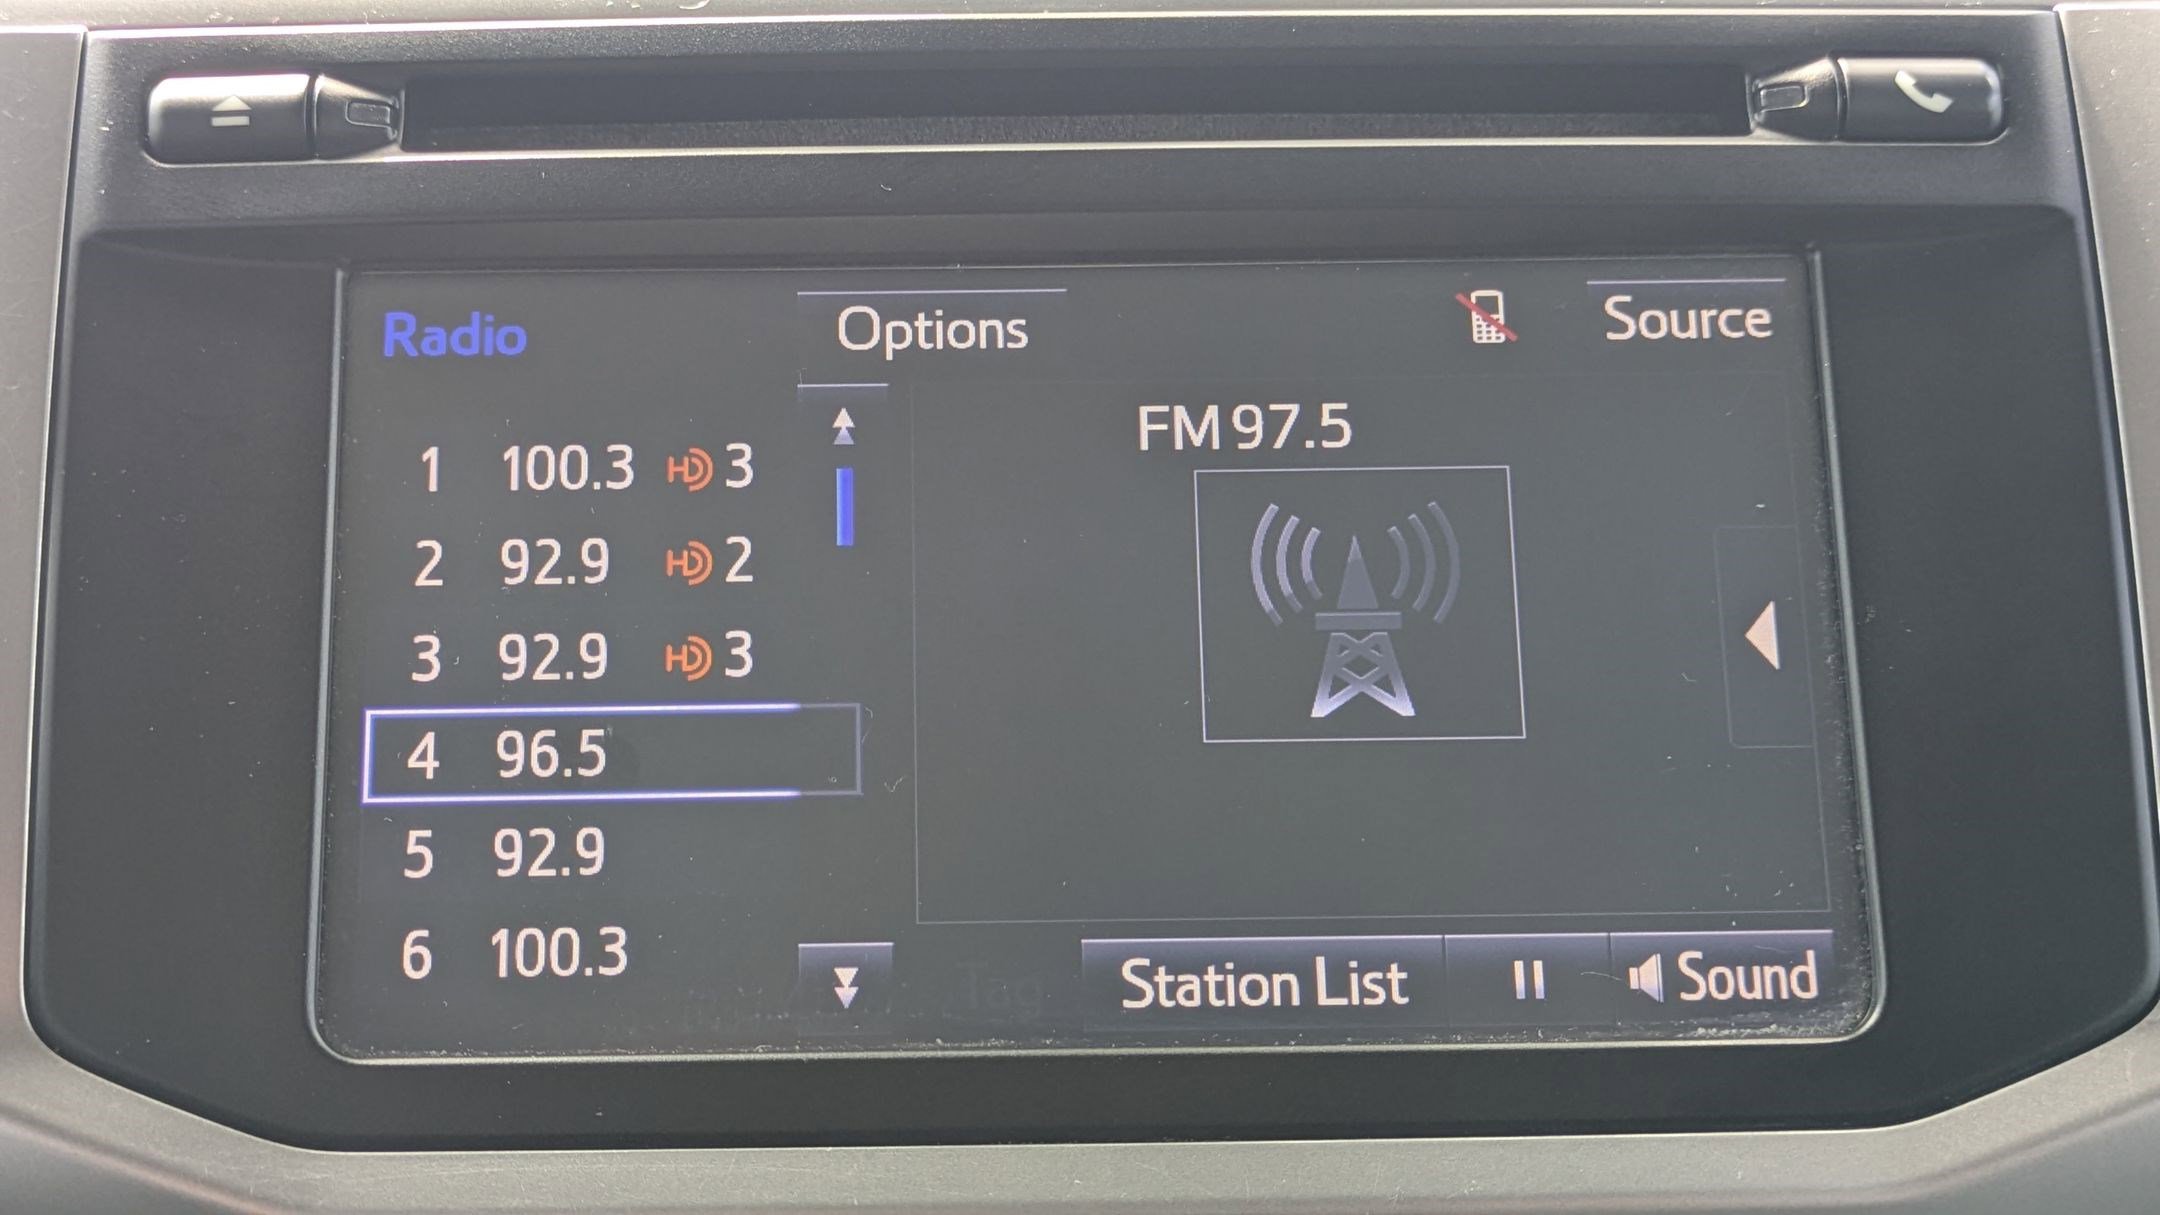 Radio Options Source
FM 97.5
1 100.3 HD 3
2 92.9 HD 2
3 92.9 HD 3
4 96.5
5 92.9
6 100.3
Tag Station List Sound